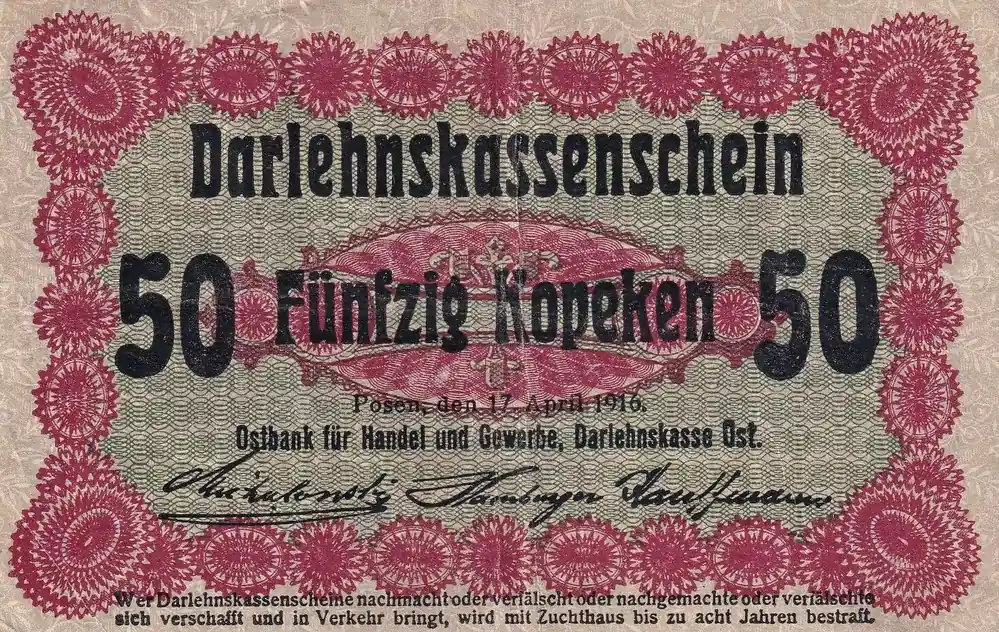 Darlehnskassenschein
50 Fünfzig Kopeken 50
Posen, den 17. April 1916.
Ostbank für Handel und Gewerbe, Darlehnskasse Ost.
Hamburger Kauffmann
Wer Darlehnskassenscheine nachmacht oder verfälscht oder nachgemachte oder verfälschte
sich verschafft und in Verkehr bringt, wird mit Zuchthaus bis zu acht Jahren bestraft.